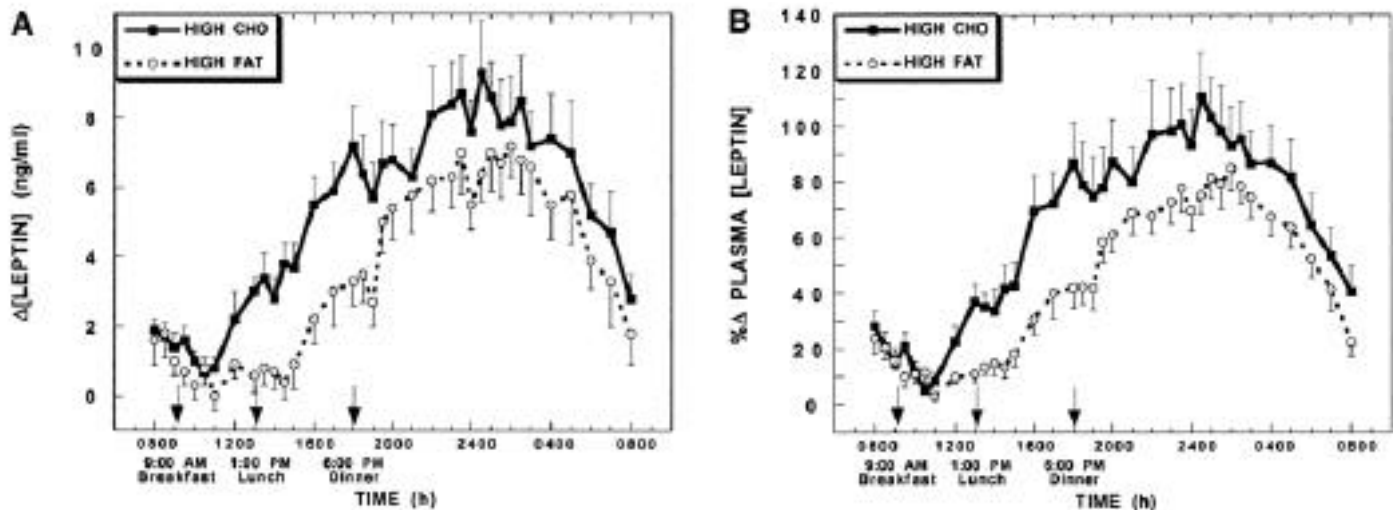 A
HIGH CHO
HIGH FAT
10
8
6
4
2
0
Δ[LEPTIN] (ng/ml)
0800 1200 1600 2000 2400 0400 0800
9:00 AM 1:00 PM 6:00 PM
Breakfast Lunch Dinner
TIME (h)
B
HIGH CHO
HIGH FAT
140
120
100
80
60
40
20
0
%Δ PLASMA [LEPTIN]
0800 1200 1600 2000 2400 0400 0800
9:00 AM 1:00 PM 6:00 PM
Breakfast Lunch Dinner
TIME (h)